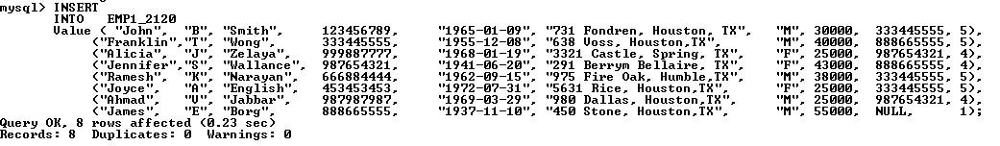 mysql> INSERT
INTO EMP1_2120
Value ( "John", "B", "Smith", 123456789, "1965-01-09", "731 Fondren, Houston, TX", "M", 30000, 333445555, 5),
("Franklin","T", "Wong", 333445555, "1955-12-08", "638 Voss, Houston,TX", "M", 40000, 888665555, 5),
("Alicia", "J", "Zelaya", 999887777, "1968-01-19", "3321 Castle, Spring, TX", "F", 25000, 987654321, 4),
("Jennifer","S", "Wallance", 987654321, "1941-06-20", "291 Berrym Bellaire, TX", "F", 43000, 888665555, 5),
("Ramesh", "K", "Narayan", 666884444, "1962-09-15", "975 Fire Oak, Humble,TX", "M", 38000, 333445555, 5),
("Joyce", "A", "English", 453453453, "1972-07-31", "5631 Rice, Houston,TX", "F", 25000, 333445555, 5),
("Ahmad", "V", "Jabbar", 987987987, "1969-03-29", "980 Dallas, Houston,TX", "M", 25000, 987654321, 4),
("James", "E", "Borg", 888665555, "1937-11-10", "450 Stone, Houston,TX", "M", 55000, NULL, 1);
Query OK, 8 rows affected (0.23 sec)
Records: 8 Duplicates: 0 Warnings: 0